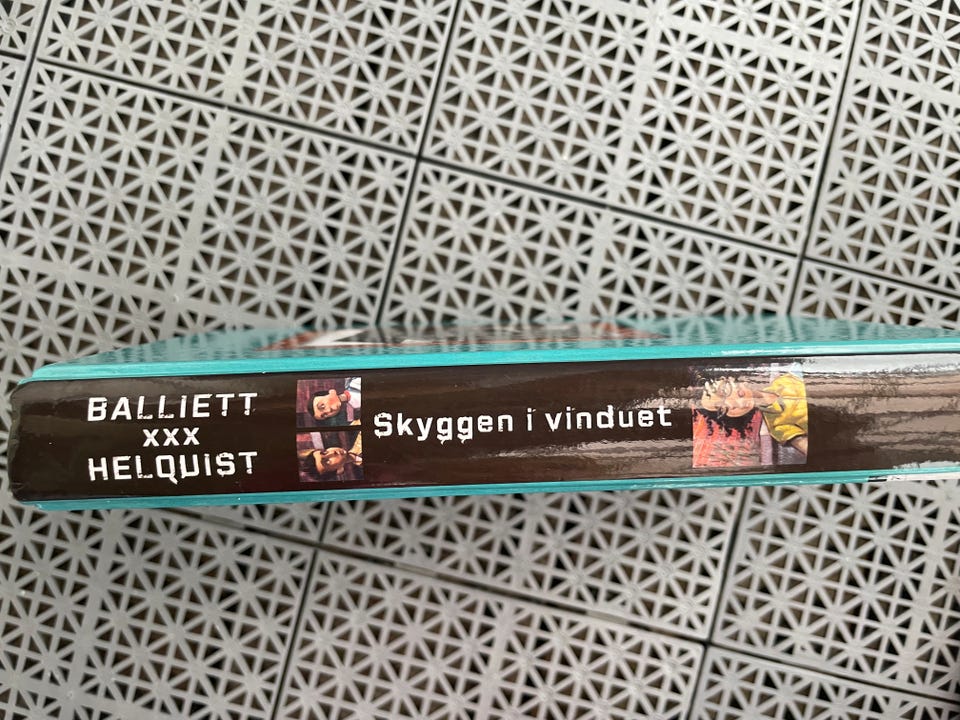 BALLiETT
xxx
HELQUiST
Skyggen i vinduet